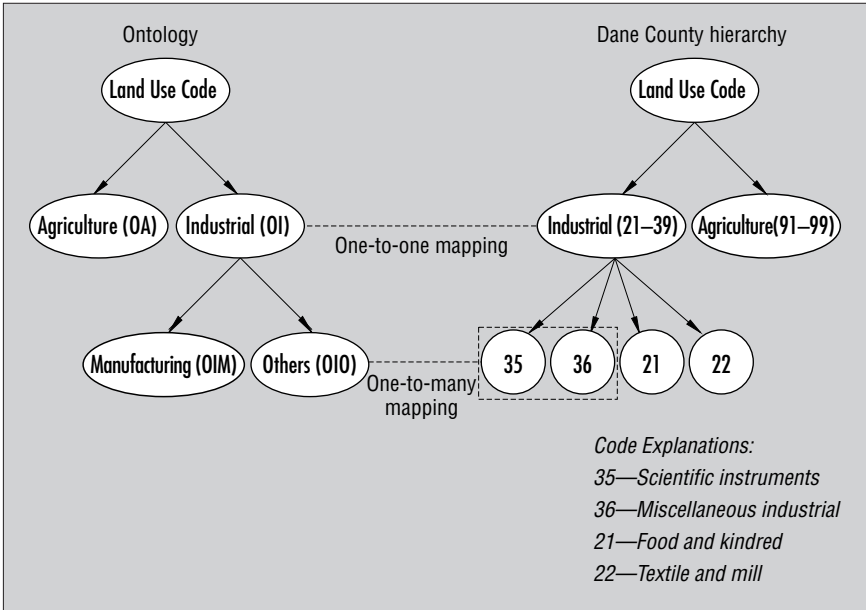 Ontology
Dane County hierarchy
Land Use Code
Land Use Code
Agriculture (OA)
Industrial (OI)
One-to-one mapping
Industrial (21–39)
Agriculture(91–99)
Manufacturing (OIM)
Others (OIO)
One-to-many
mapping
35
36
21
22
Code Explanations:
35—Scientific instruments
36—Miscellaneous industrial
21—Food and kindred
22—Textile and mill